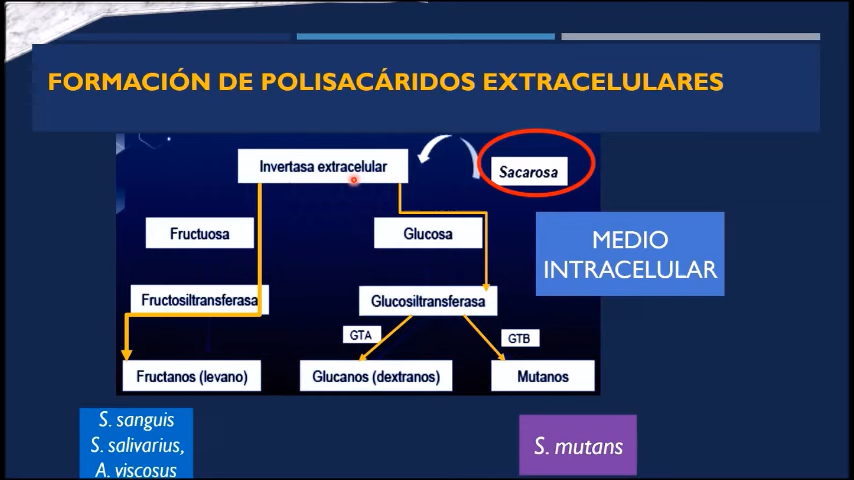 FORMACIÓN DE POLISACÁRIDOS EXTRACELULARES
Invertasa extracelular
Sacarosa
Fructuosa
Glucosa
MEDIO
INTRACELULAR
Fructosiltransferasa
Glucosiltransferasa
GTA
GTB
Fructanos (levano)
Glucanos (dextranos)
Mutanos
S. sanguis
S. salivarius,
A. viscosus
S. mutans